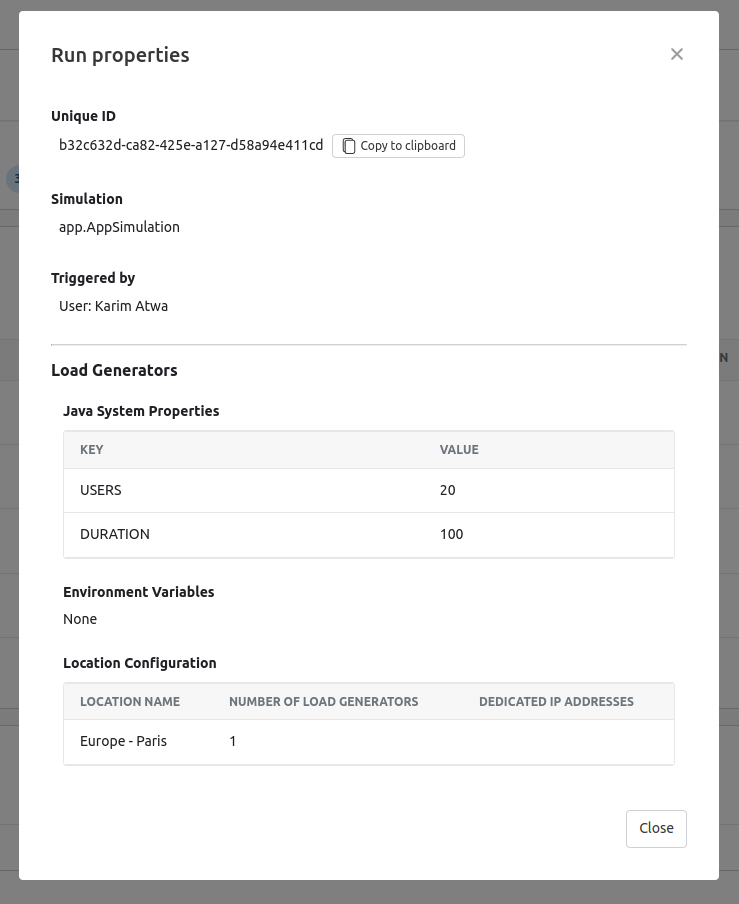 Run properties
Unique ID
b32c632d-ca82-425e-a127-d58a94e411cd Copy to clipboard
Simulation
app.AppSimulation
Triggered by
User: Karim Atwa
Load Generators
Java System Properties
KEY VALUE
USERS 20
DURATION 100
Environment Variables
None
Location Configuration
LOCATION NAME NUMBER OF LOAD GENERATORS DEDICATED IP ADDRESSES
Europe - Paris 1
Close